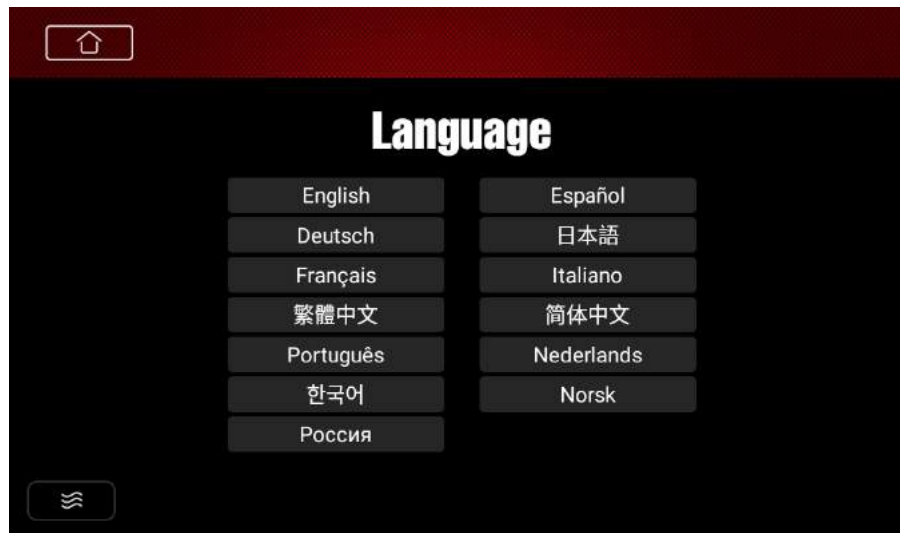 Language
English
Español
Deutsch
日本語
Français
Italiano
繁體中文
简体中文
Português
Nederlands
한국어
Norsk
Россия